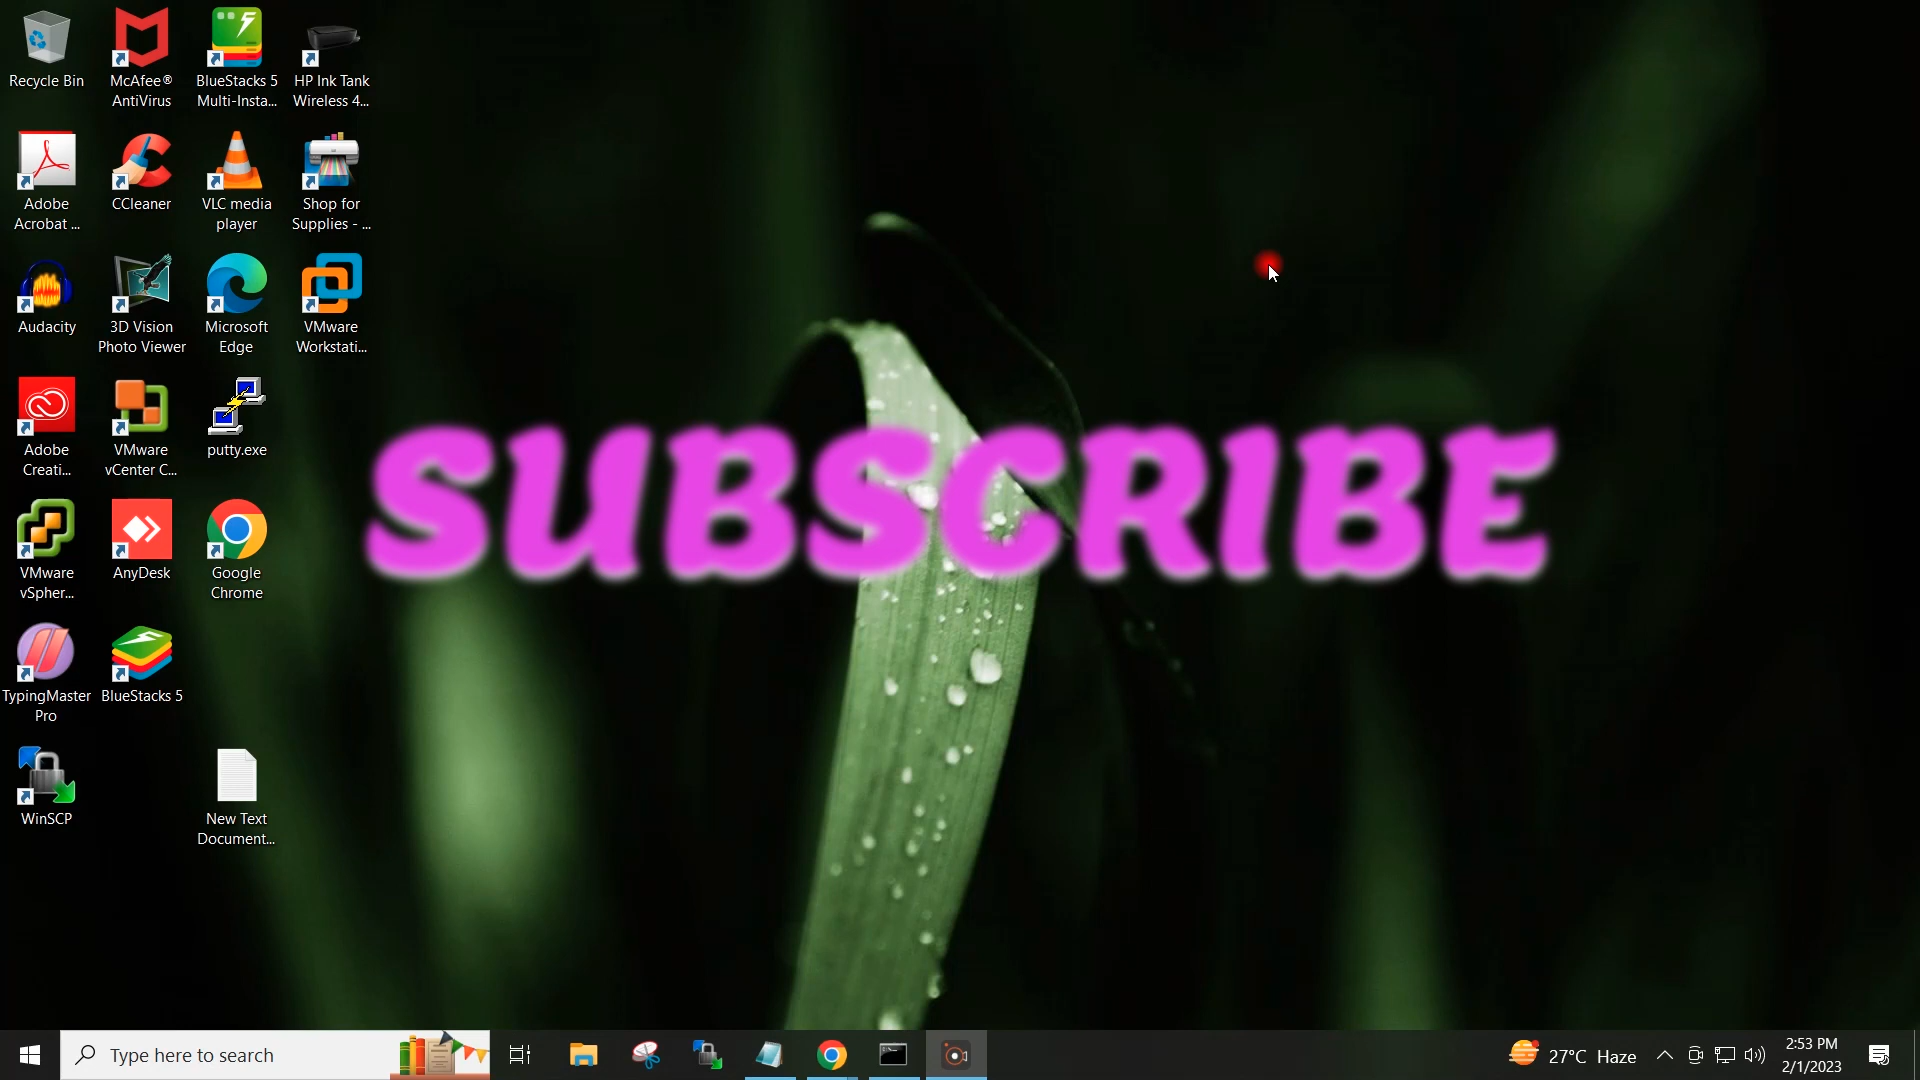 Recycle Bin
McAfee®
AntiVirus
BlueStacks 5
Multi-Insta...
HP Ink Tank
Wireless 4...
Adobe
Acrobat ...
CCleaner
VLC media
player
Shop for
Supplies - ...
Audacity
3D Vision
Photo Viewer
Microsoft
Edge
VMware
Workstati...
Adobe
Creati...
VMware
vCenter C...
putty.exe
SUBSCRIBE
VMware
vSpher...
AnyDesk
Google
Chrome
TypingMaster
Pro
BlueStacks 5
WinSCP
New Text
Document...
Type here to search
27°C Haze
2:53 PM
2/1/2023